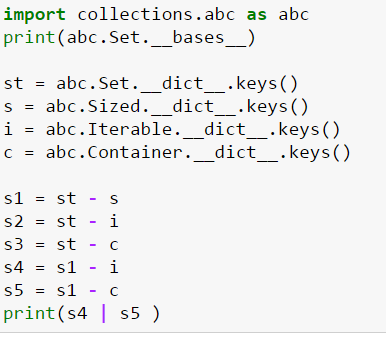 import collections.abc as abc
print(abc.Set.__bases__)
st = abc.Set.__dict__.keys()
s = abc.Sized.__dict__.keys()
i = abc.Iterable.__dict__.keys()
c = abc.Container.__dict__.keys()
s1 = st - s
s2 = st - i
s3 = st - c
s4 = s1 - i
s5 = s1 - c
print(s4 | s5 )